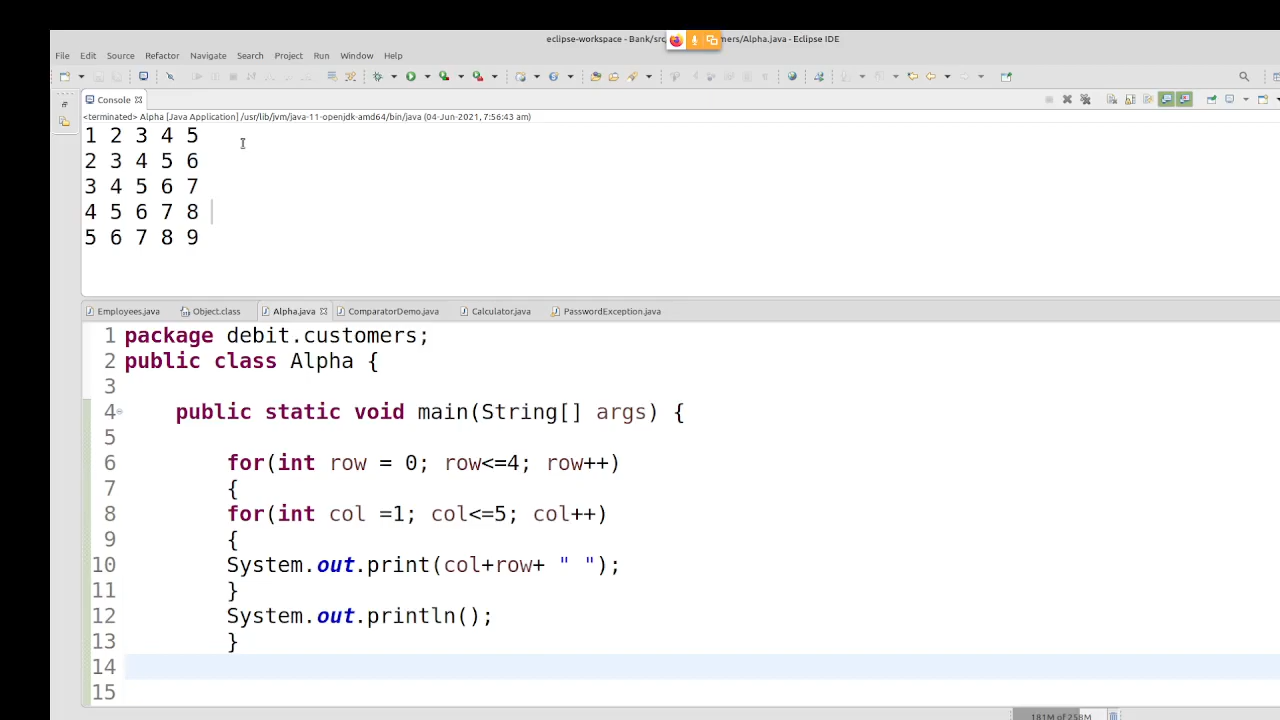 eclipse-workspace - Bank/src mers/Alpha.java - Eclipse IDE
File Edit Source Refactor Navigate Search Project Run Window Help
Console
<terminated> Alpha [Java Application] /usr/lib/jvm/java-11-openjdk-amd64/bin/java (04-Jun-2021, 7:56:43 am)
1 2 3 4 5
2 3 4 5 6
3 4 5 6 7
4 5 6 7 8
5 6 7 8 9
Employees.java Object.class Alpha.java ComparatorDemo.java Calculator.java PasswordException.java
1 package debit.customers;
2 public class Alpha {
3
4 public static void main(String[] args) {
5
6 for(int row = 0; row<=4; row++)
7 {
8 for(int col =1; col<=5; col++)
9 {
10 System.out.print(col+row+ " ");
11 }
12 System.out.println();
13 }
14
15
181M of 258M